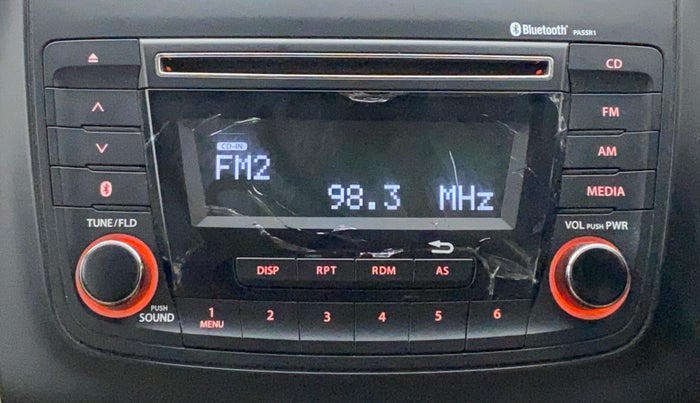 Bluetooth® PASSR1
CD
FM
AM
MEDIA
CD-IN
FM2
98.3 MHz
TUNE/FLD
VOL PUSH PWR
DISP RPT RDM AS
PUSH
SOUND
1 2 3 4 5 6
MENU